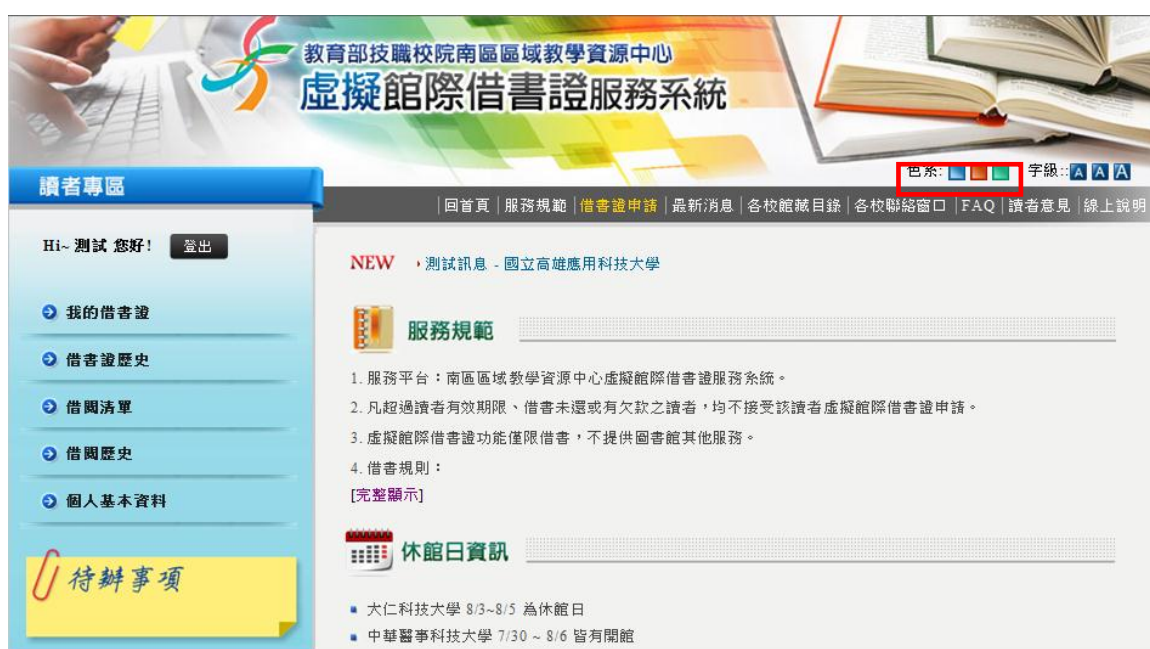 教育部技職校院南區區域教學資源中心
虛擬館際借書證服務系統
色系: 字級::A A A
讀者專區
|回首頁|服務規範|借書證申請|最新消息|各校館藏目錄|各校聯絡窗口|FAQ|讀者意見|線上說明
Hi~ 測試 您好! 登出
NEW 測試訊息 - 國立高雄應用科技大學
我的借書證
服務規範
借書證歷史
1. 服務平台：南區區域教學資源中心虛擬館際借書證服務系統。
借閱清單
2. 凡超過讀者有效期限、借書未還或有欠款之讀者，均不接受該讀者虛擬館際借書證申請。
3. 虛擬館際借書證功能僅限借書，不提供圖書館其他服務。
借閱歷史
4. 借書規則：
[完整顯示]
個人基本資料
休館日資訊
待辦事項
大仁科技大學 8/3~8/5 為休館日
中華醫事科技大學 7/30 ~ 8/6 皆有開館